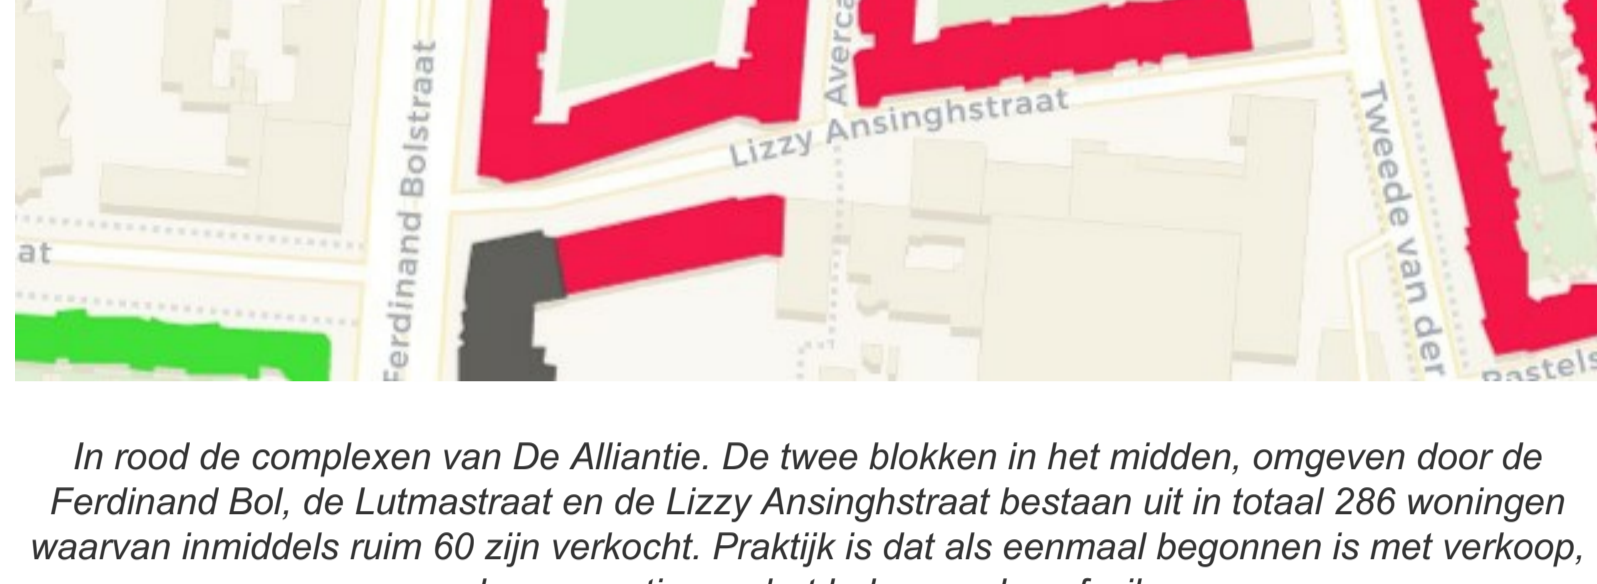 Ferdinand Bolstraat
Averca
Lizzy Ansinghstraat
Tweede van der
at
Pastels
In rood de complexen van De Alliantie. De twee blokken in het midden, omgeven door de
Ferdinand Bol, de Lutmastraat en de Lizzy Ansinghstraat bestaan uit in totaal 286 woningen
waarvan inmiddels ruim 60 zijn verkocht. Praktijk is dat als eenmaal begonnen is met verkoop,